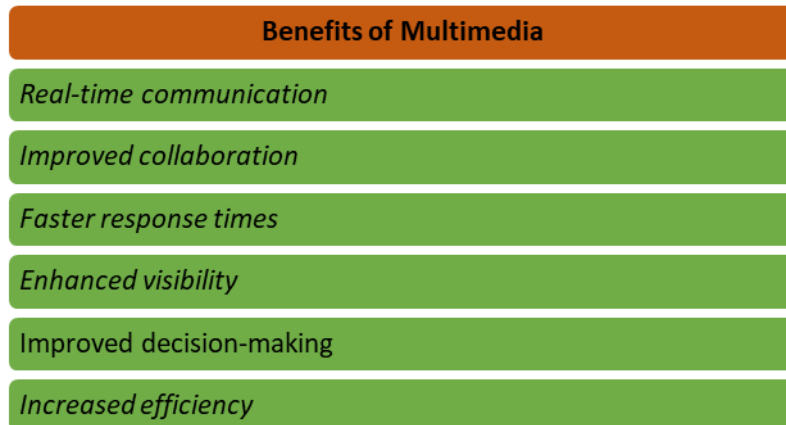 Benefits of Multimedia
Real-time communication
Improved collaboration
Faster response times
Enhanced visibility
Improved decision-making
Increased efficiency